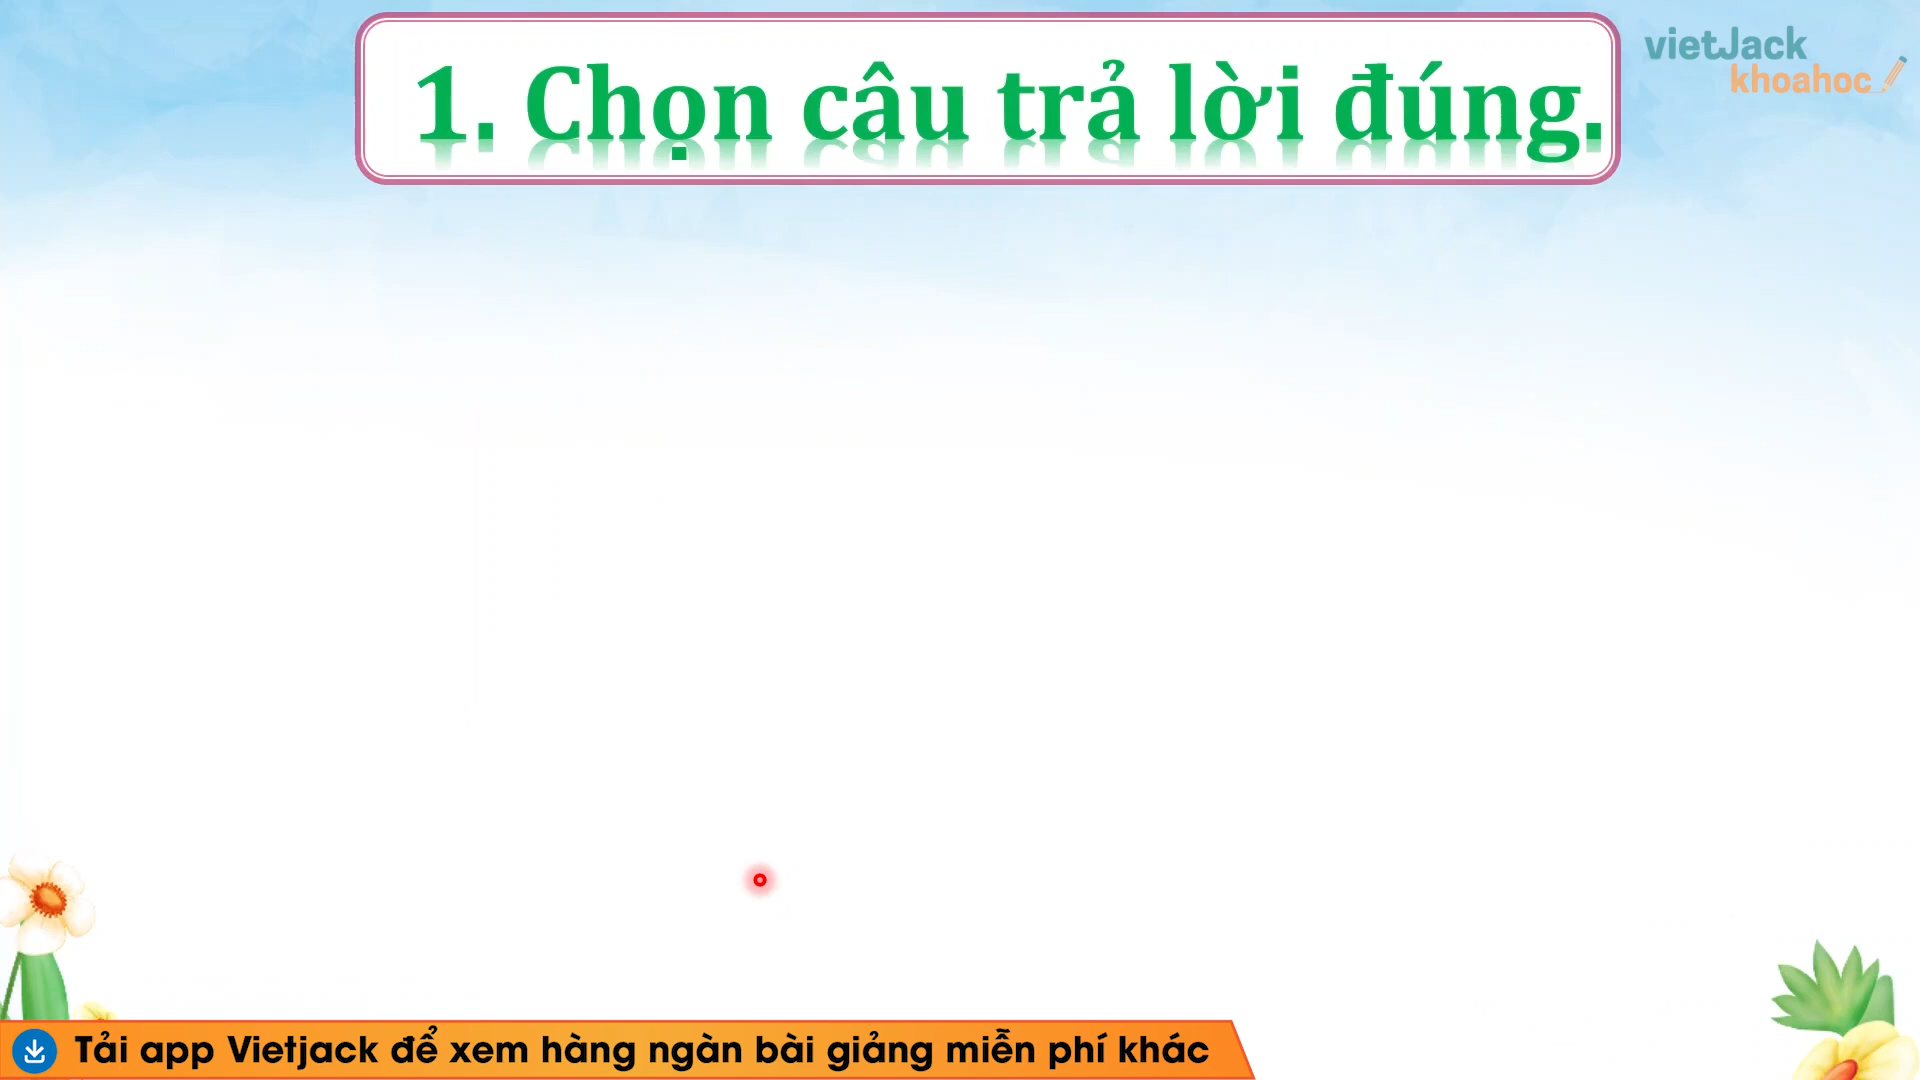 1. Chọn câu trả lời đúng.
vietJack
khoahoc
Tải app Vietjack để xem hàng ngàn bài giảng miễn phí khác